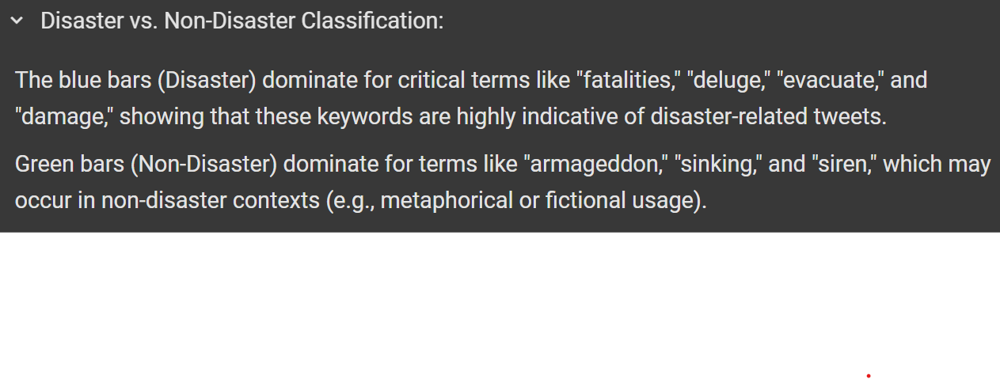 Disaster vs. Non-Disaster Classification:
The blue bars (Disaster) dominate for critical terms like "fatalities," "deluge," "evacuate," and
"damage," showing that these keywords are highly indicative of disaster-related tweets.
Green bars (Non-Disaster) dominate for terms like "armageddon," "sinking," and "siren," which may
occur in non-disaster contexts (e.g., metaphorical or fictional usage).